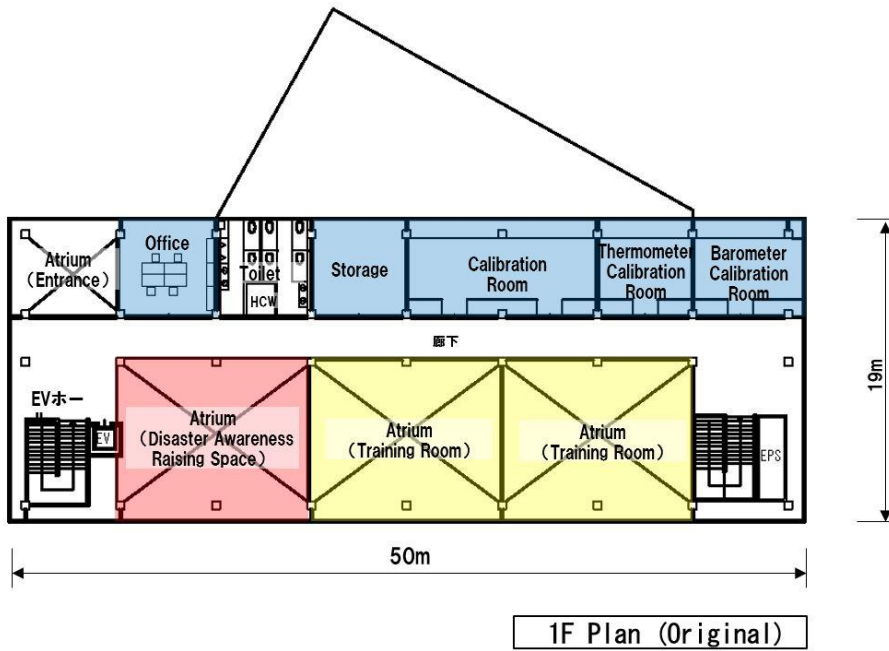 Atrium
（Entrance）
Office
Toilet
HCW
Storage
Calibration
Room
Thermometer
Calibration
Room
Barometer
Calibration
Room
廊下
EVホー
EV
Atrium
（Disaster Awareness
Raising Space）
Atrium
（Training Room）
Atrium
（Training Room）
EPS
19m
50m
1F Plan (Original)